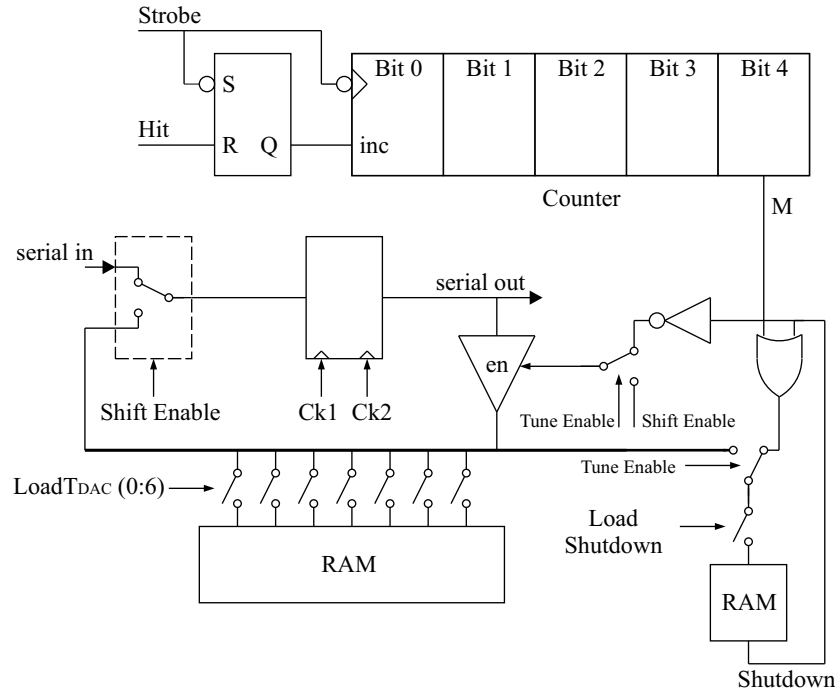 Strobe
Bit 0 Bit 1 Bit 2 Bit 3 Bit 4
S
Hit
R Q
inc
Counter
M
serial in
serial out
en
Shift Enable
Ck1 Ck2
Tune Enable Shift Enable
Tune Enable
LoadTDAC (0:6)
Load
Shutdown
RAM
RAM
Shutdown